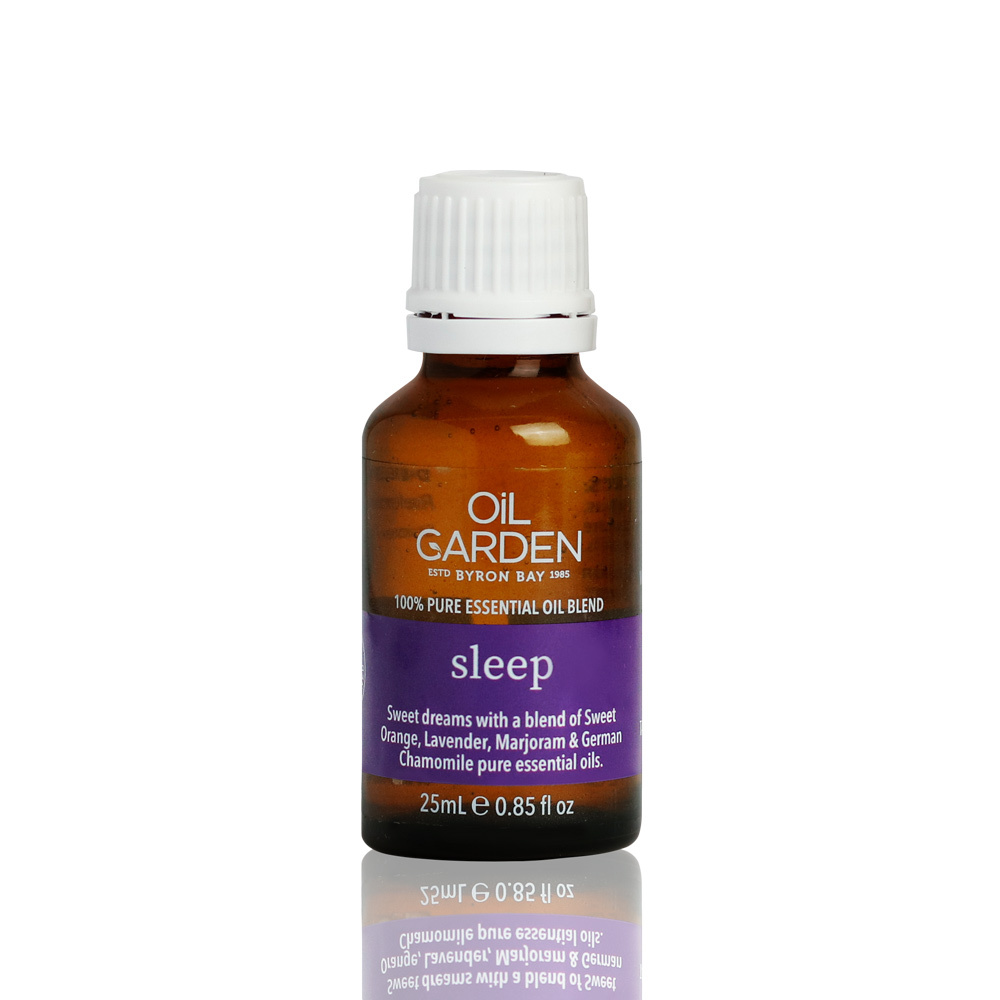 OiL
GARDEN
ESTD BYRON BAY 1985
100% PURE ESSENTIAL OIL BLEND
sleep
Sweet dreams with a blend of Sweet
Orange, Lavender, Marjoram & German
Chamomile pure essential oils.
25mL ℮ 0.85 fl oz